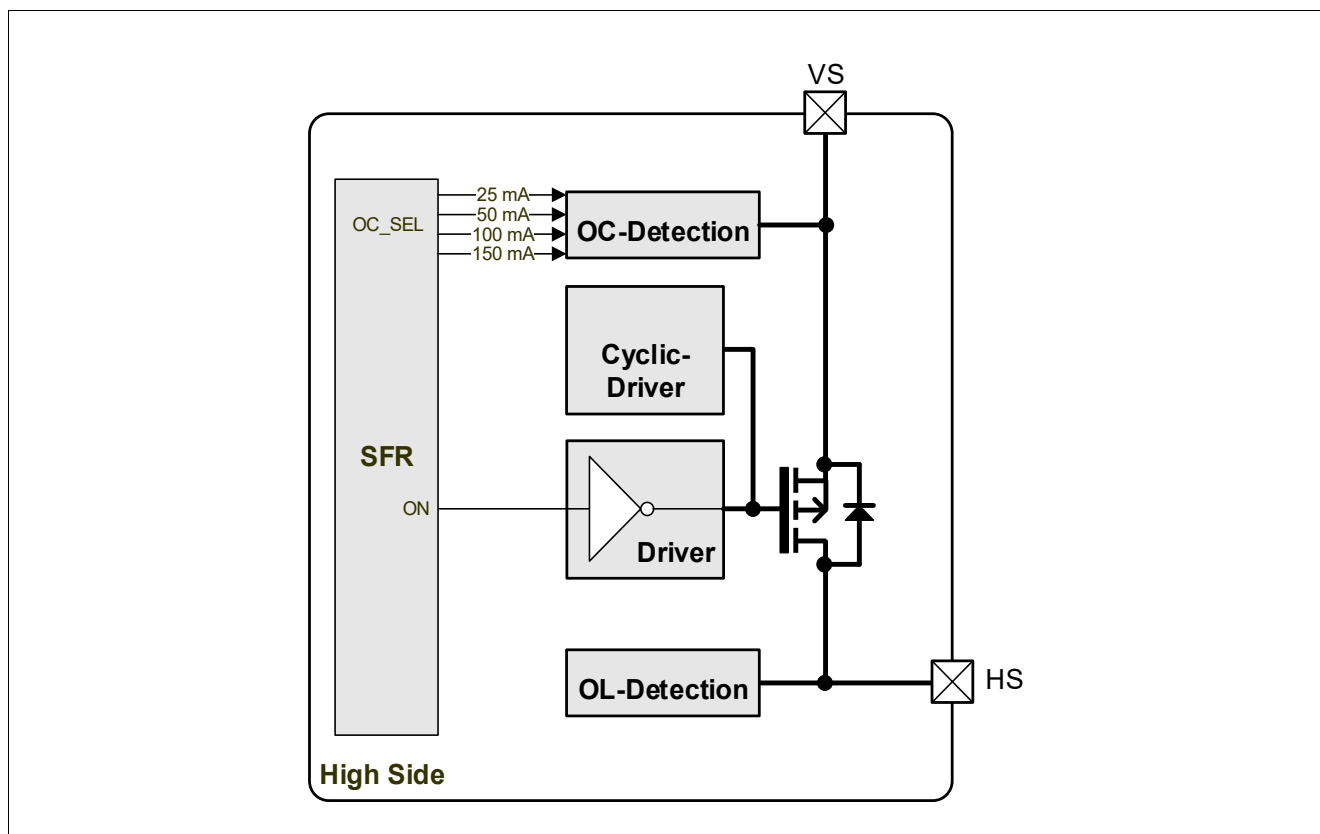 VS
25 mA
50 mA
OC_SEL
100 mA
150 mA
OC-Detection
Cyclic-
Driver
SFR
ON
Driver
OL-Detection
HS
High Side